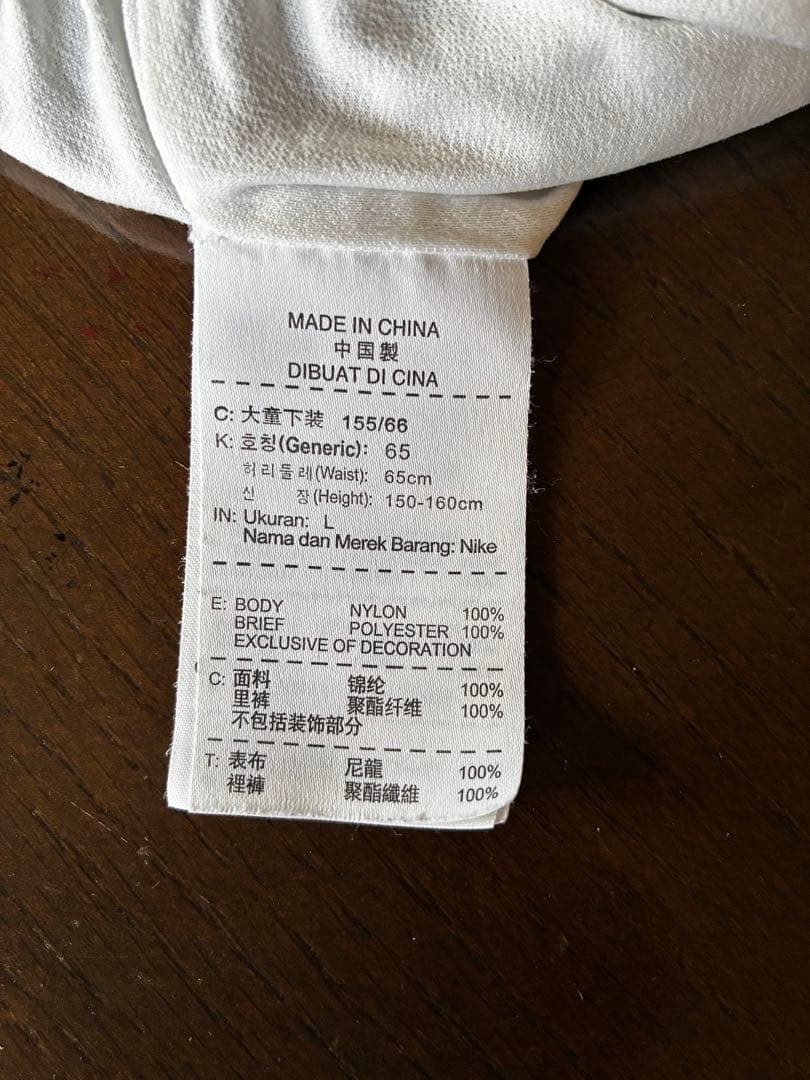 MADE IN CHINA
中国製
DIBUAT DI CINA
C: 大童下装 155/66
K: 호칭(Generic): 65
허리둘레(Waist): 65cm
신 장(Height): 150-160cm
IN: Ukuran: L
Nama dan Merek Barang: Nike
E: BODY NYLON 100%
BRIEF POLYESTER 100%
EXCLUSIVE OF DECORATION
C: 面料 锦纶 100%
里裤 聚酯纤维 100%
不包括装饰部分
T: 表布 尼龍 100%
裡褲 聚酯纖維 100%